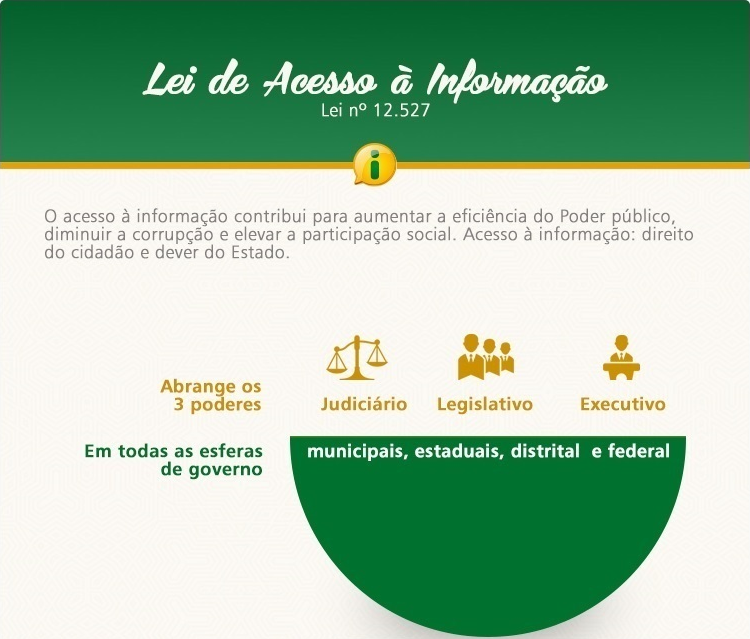 Lei de Acesso à Informação
Lei nº 12.527
i
O acesso à informação contribui para aumentar a eficiência do Poder público,
diminuir a corrupção e elevar a participação social. Acesso à informação: direito
do cidadão e dever do Estado.
Abrange os
3 poderes
Judiciário Legislativo Executivo
Em todas as esferas
de governo
municipais, estaduais, distrital e federal